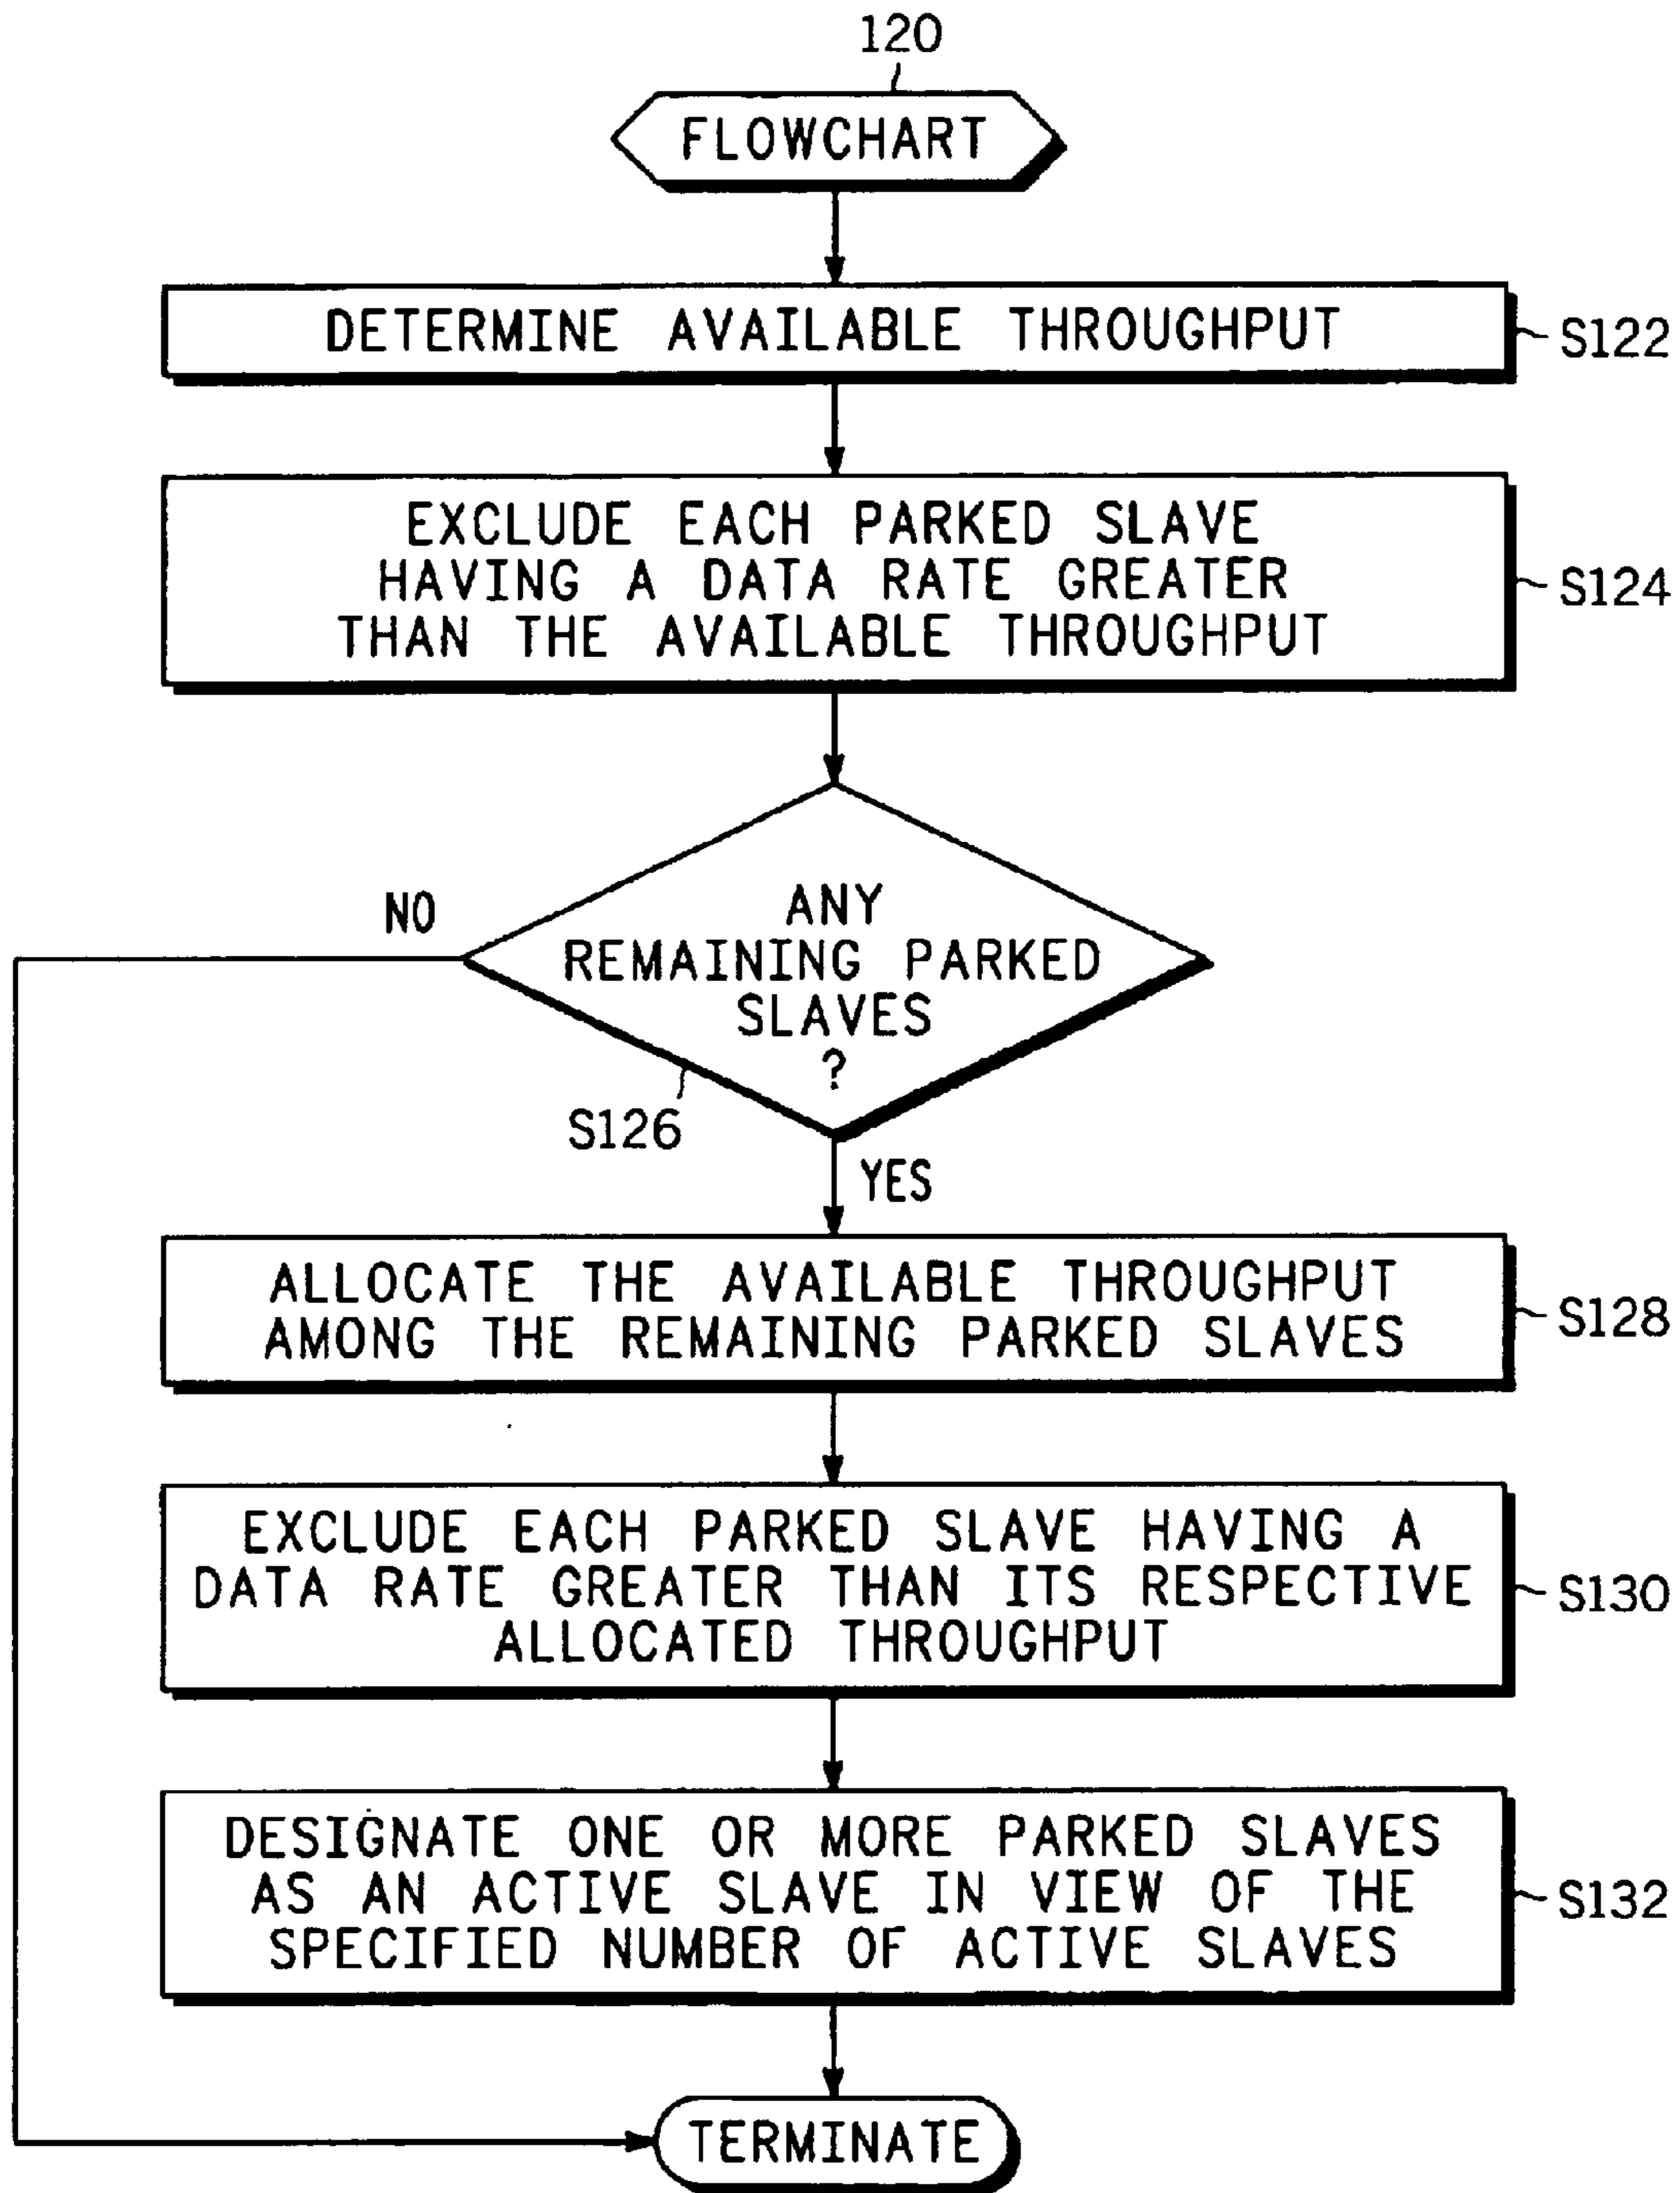 120
FLOWCHART
DETERMINE AVAILABLE THROUGHPUT
S122
EXCLUDE EACH PARKED SLAVE
HAVING A DATA RATE GREATER
THAN THE AVAILABLE THROUGHPUT
S124
NO
ANY
REMAINING PARKED
SLAVES
?
S126
YES
ALLOCATE THE AVAILABLE THROUGHPUT
AMONG THE REMAINING PARKED SLAVES
S128
EXCLUDE EACH PARKED SLAVE HAVING A
DATA RATE GREATER THAN ITS RESPECTIVE
ALLOCATED THROUGHPUT
S130
DESIGNATE ONE OR MORE PARKED SLAVES
AS AN ACTIVE SLAVE IN VIEW OF THE
SPECIFIED NUMBER OF ACTIVE SLAVES
S132
TERMINATE